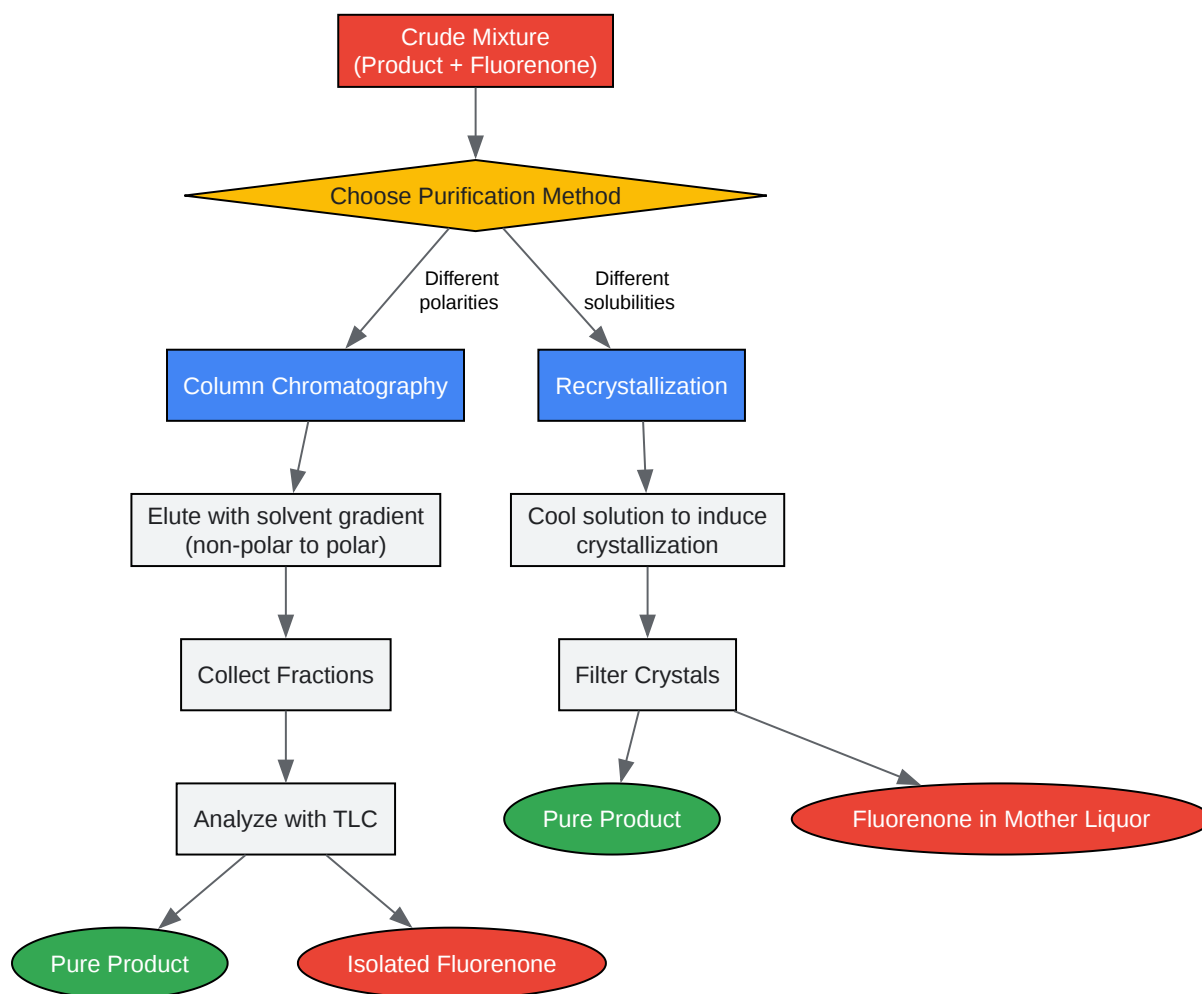 Crude Mixture
(Product + Fluorenone)
Choose Purification Method
Different
polarities
Different
solubilities
Column Chromatography
Recrystallization
Elute with solvent gradient
(non-polar to polar)
Cool solution to induce
crystallization
Collect Fractions
Filter Crystals
Analyze with TLC
Pure Product
Fluorenone in Mother Liquor
Pure Product
Isolated Fluorenone